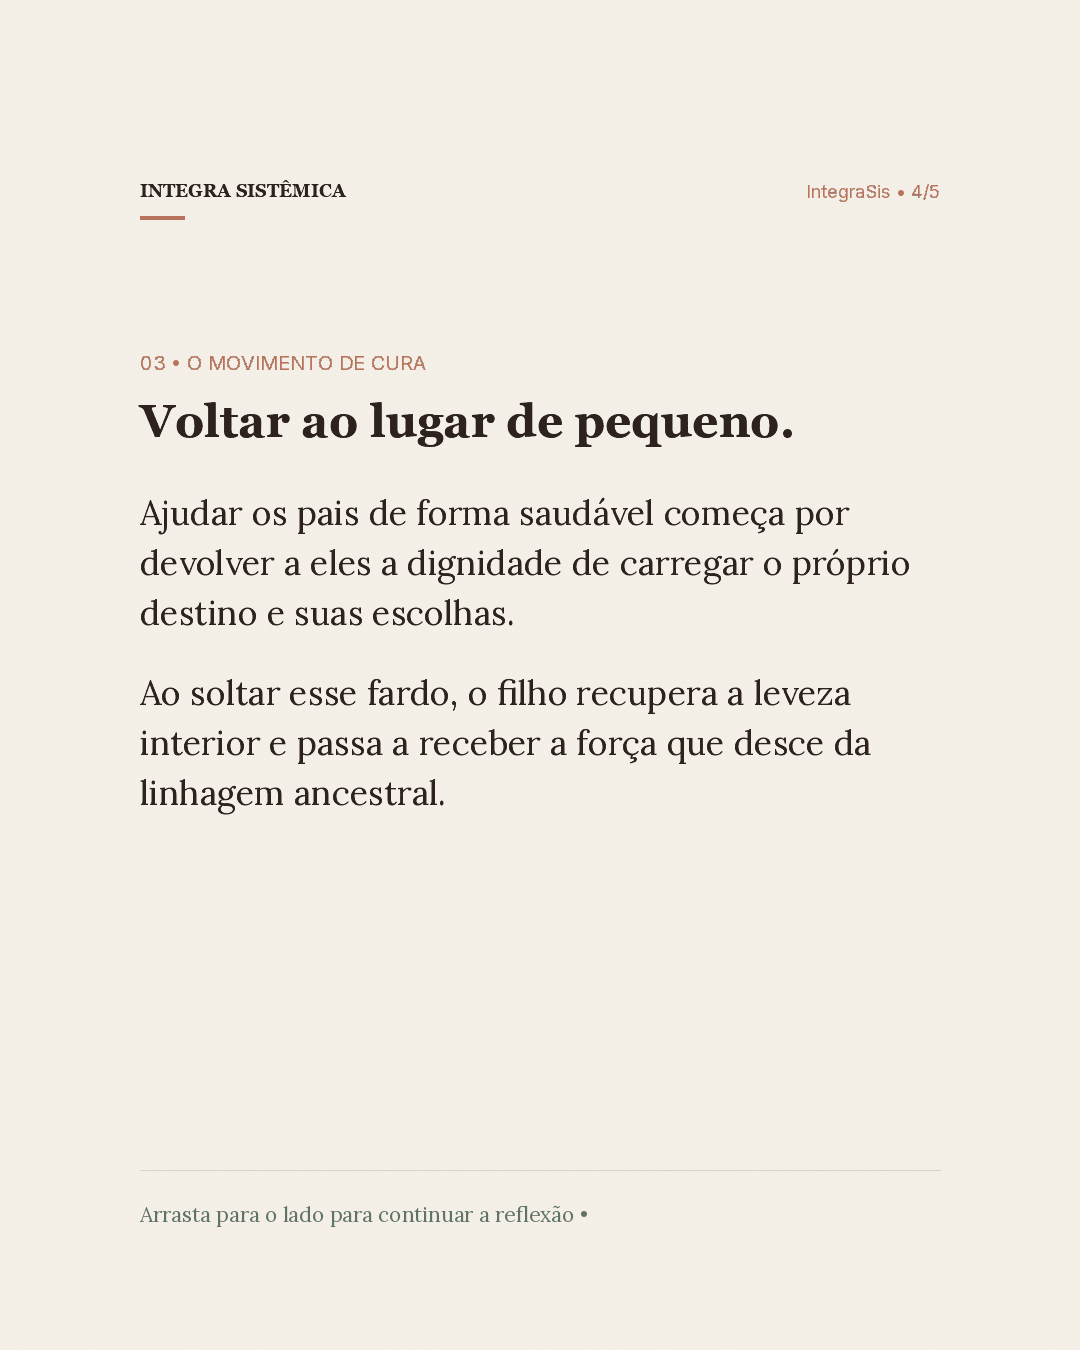 INTEGRA SISTÊMICA
IntegraSis • 4/5
03 • O MOVIMENTO DE CURA
Voltar ao lugar de pequeno.
Ajudar os pais de forma saudável começa por
devolver a eles a dignidade de carregar o próprio
destino e suas escolhas.
Ao soltar esse fardo, o filho recupera a leveza
interior e passa a receber a força que desce da
linhagem ancestral.
Arrasta para o lado para continuar a reflexão •